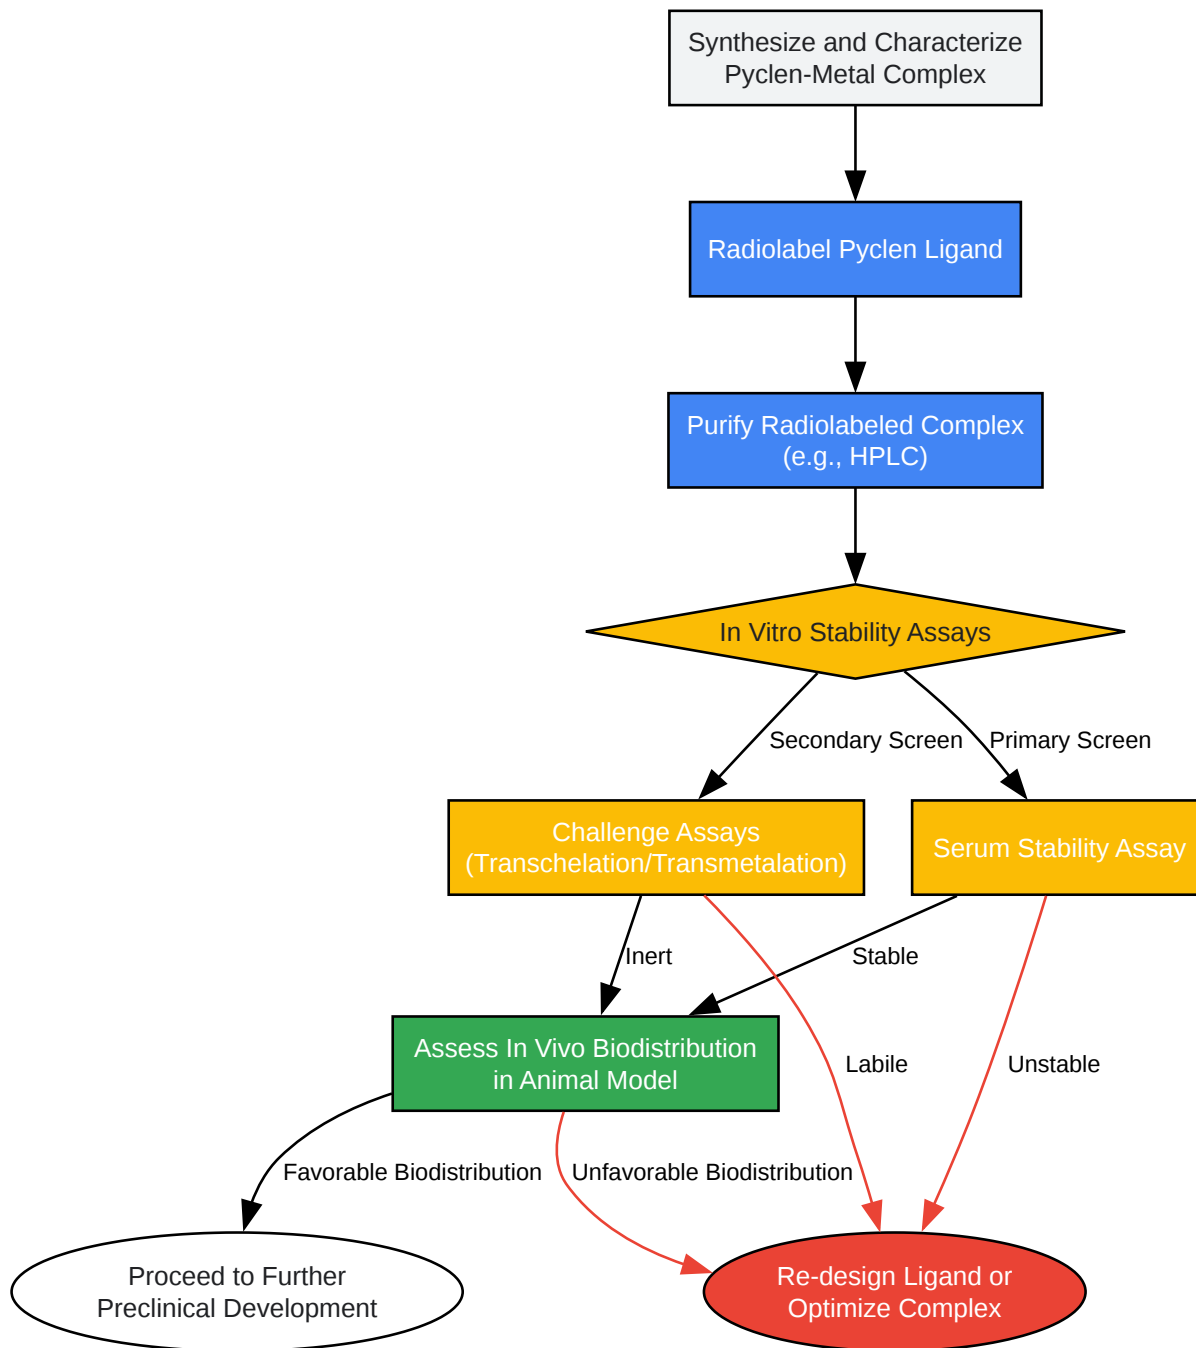 Synthesize and Characterize
Pyclen-Metal Complex
Radiolabel Pyclen Ligand
Purify Radiolabeled Complex
(e.g., HPLC)
In Vitro Stability Assays
Secondary Screen
Primary Screen
Challenge Assays
(Transchelation/Transmetalation)
Serum Stability Assay
Inert
Stable
Assess In Vivo Biodistribution
in Animal Model
Labile
Unstable
Favorable Biodistribution
Unfavorable Biodistribution
Proceed to Further
Preclinical Development
Re-design Ligand or
Optimize Complex